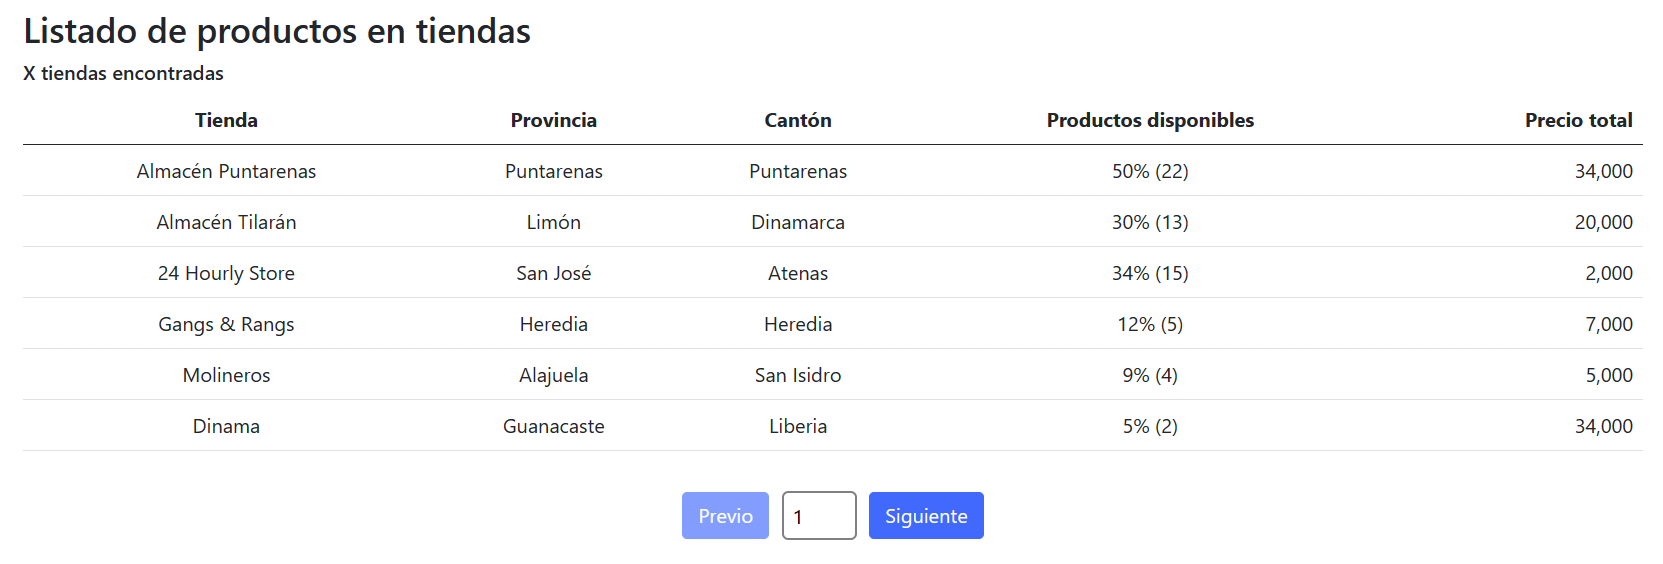 Listado de productos en tiendas
X tiendas encontradas
Tienda Provincia Cantón Productos disponibles Precio total
Almacén Puntarenas Puntarenas Puntarenas 50% (22) 34,000
Almacén Tilarán Limón Dinamarca 30% (13) 20,000
24 Hourly Store San José Atenas 34% (15) 2,000
Gangs & Rangs Heredia Heredia 12% (5) 7,000
Molineros Alajuela San Isidro 9% (4) 5,000
Dinama Guanacaste Liberia 5% (2) 34,000
Previo 1 Siguiente